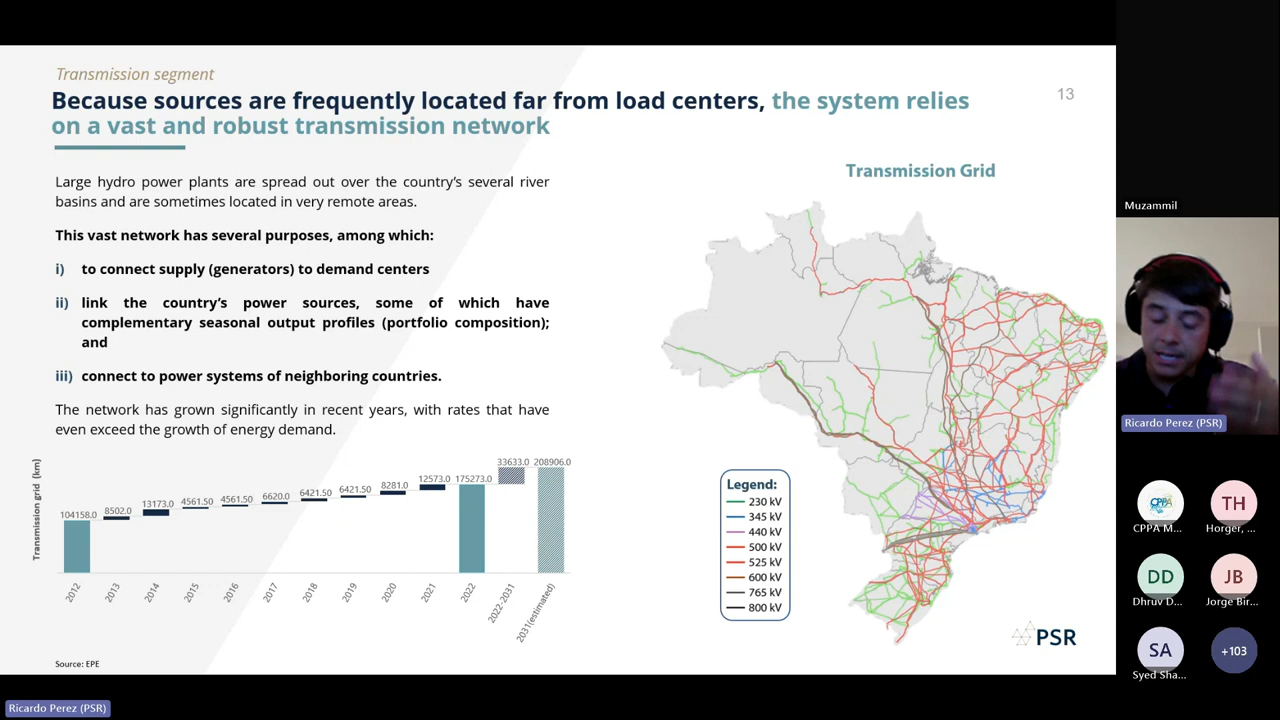 Transmission segment
Because sources are frequently located far from load centers, the system relies
on a vast and robust transmission network
13
Large hydro power plants are spread out over the country's several river
basins and are sometimes located in very remote areas.
This vast network has several purposes, among which:
i) to connect supply (generators) to demand centers
ii) link the country's power sources, some of which have
complementary seasonal output profiles (portfolio composition);
and
iii) connect to power systems of neighboring countries.
The network has grown significantly in recent years, with rates that have
even exceed the growth of energy demand.
Transmission grid (km)
104158.0
8502.0
13173.0
4561.50
4561.50
6620.0
6421.50
6421.50
8281.0
12573.0
175273.0
33633.0
208906.0
2012
2013
2014
2015
2016
2017
2018
2019
2020
2021
2022
2022-2031
2031(estimated)
Source: EPE
Transmission Grid
Legend:
230 kV
345 kV
440 kV
500 kV
525 kV
600 kV
765 kV
800 kV
PSR
Muzammil
Ricardo Perez (PSR)
CPPA
CPPA M...
TH
Horger, ...
DD
Dhruv D...
JB
Jorge Bir...
SA
Syed Sha...
+103
Ricardo Perez (PSR)